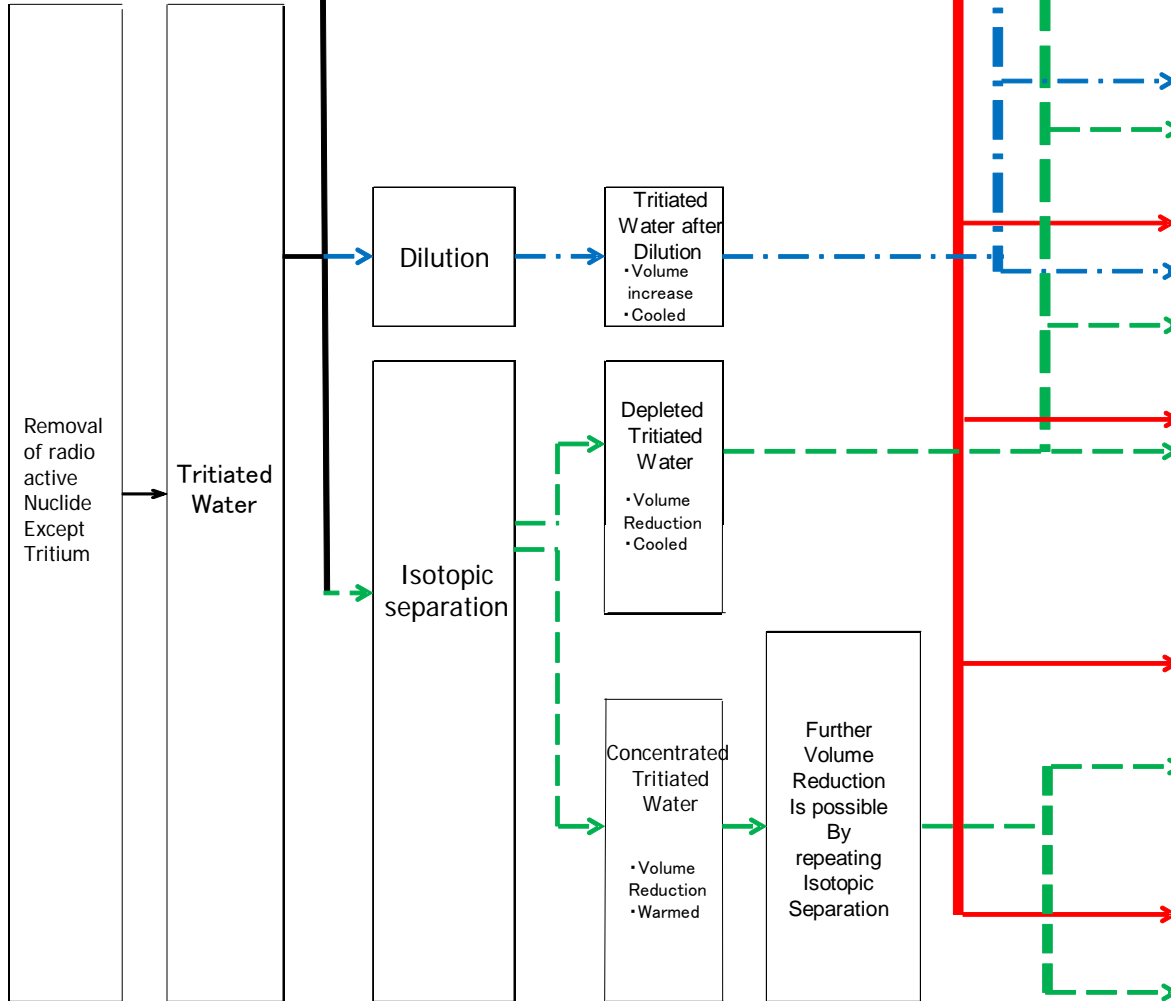 Removal
of radio
active
Nuclide
Except
Tritium
Tritiated
Water
Dilution
Tritiated
Water after
Dilution
・Volume
increase
・Cooled
Isotopic
separation
Depleted
Tritiated
Water
・Volume
Reduction
・Cooled
Concentrated
Tritiated
Water
・Volume
Reduction
・Warmed
Further
Volume
Reduction
Is possible
By
repeating
Isotopic
Separation